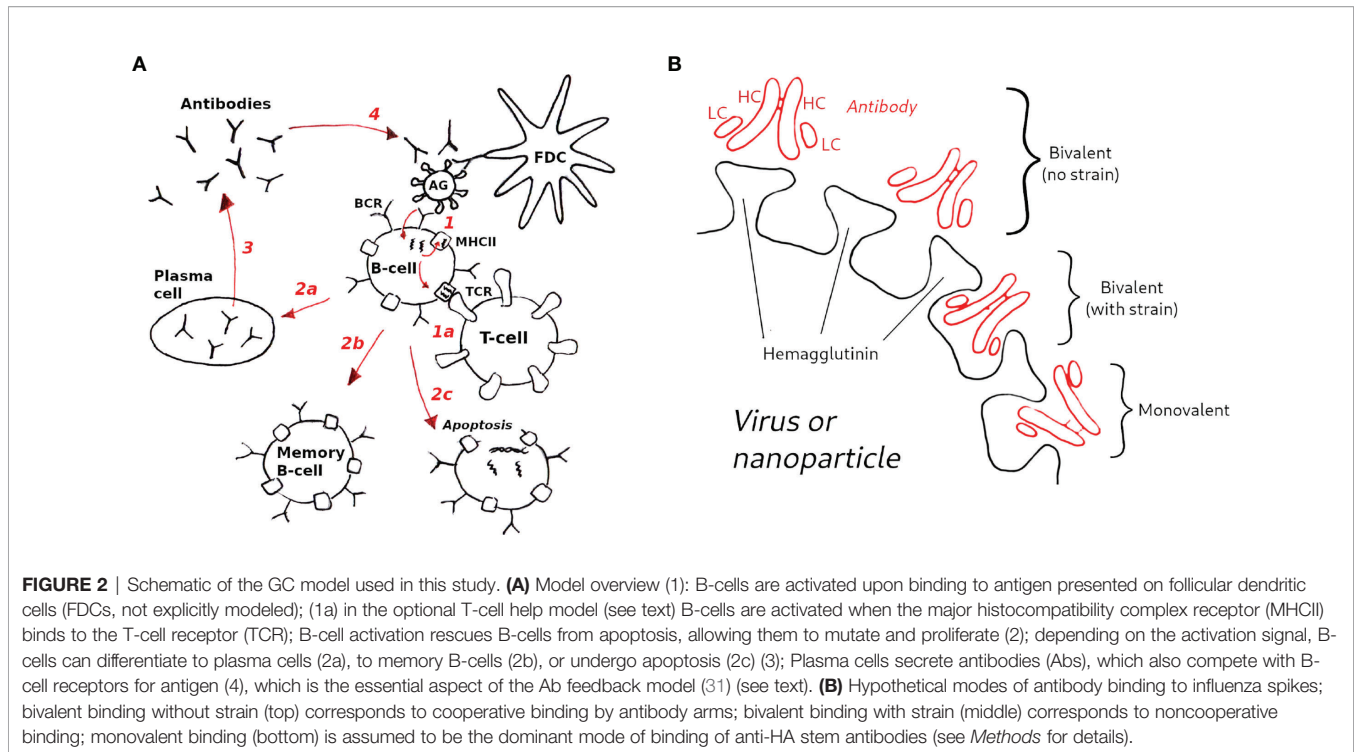 A
Antibodies
4
FDC
AG
BCR
1
MHCII
B-cell
3
TCR
Plasma
cell
2a
1a
T-cell
2b
2c
Apoptosis
Memory
B-cell
B
HC
HC
Antibody
LC
LC
Bivalent
(no strain)
Bivalent
(with strain)
Hemagglutinin
Monovalent
Virus or
nanoparticle
FIGURE 2 | Schematic of the GC model used in this study. (A) Model overview (1): B-cells are activated upon binding to antigen presented on follicular dendritic
cells (FDCs, not explicitly modeled); (1a) in the optional T-cell help model (see text) B-cells are activated when the major histocompatibility complex receptor (MHCII)
binds to the T-cell receptor (TCR); B-cell activation rescues B-cells from apoptosis, allowing them to mutate and proliferate (2); depending on the activation signal, B-
cells can differentiate to plasma cells (2a), to memory B-cells (2b), or undergo apoptosis (2c) (3); Plasma cells secrete antibodies (Abs), which also compete with B-
cell receptors for antigen (4), which is the essential aspect of the Ab feedback model (31) (see text). (B) Hypothetical modes of antibody binding to influenza spikes;
bivalent binding without strain (top) corresponds to cooperative binding by antibody arms; bivalent binding with strain (middle) corresponds to noncooperative
binding; monovalent binding (bottom) is assumed to be the dominant mode of binding of anti-HA stem antibodies (see Methods for details).